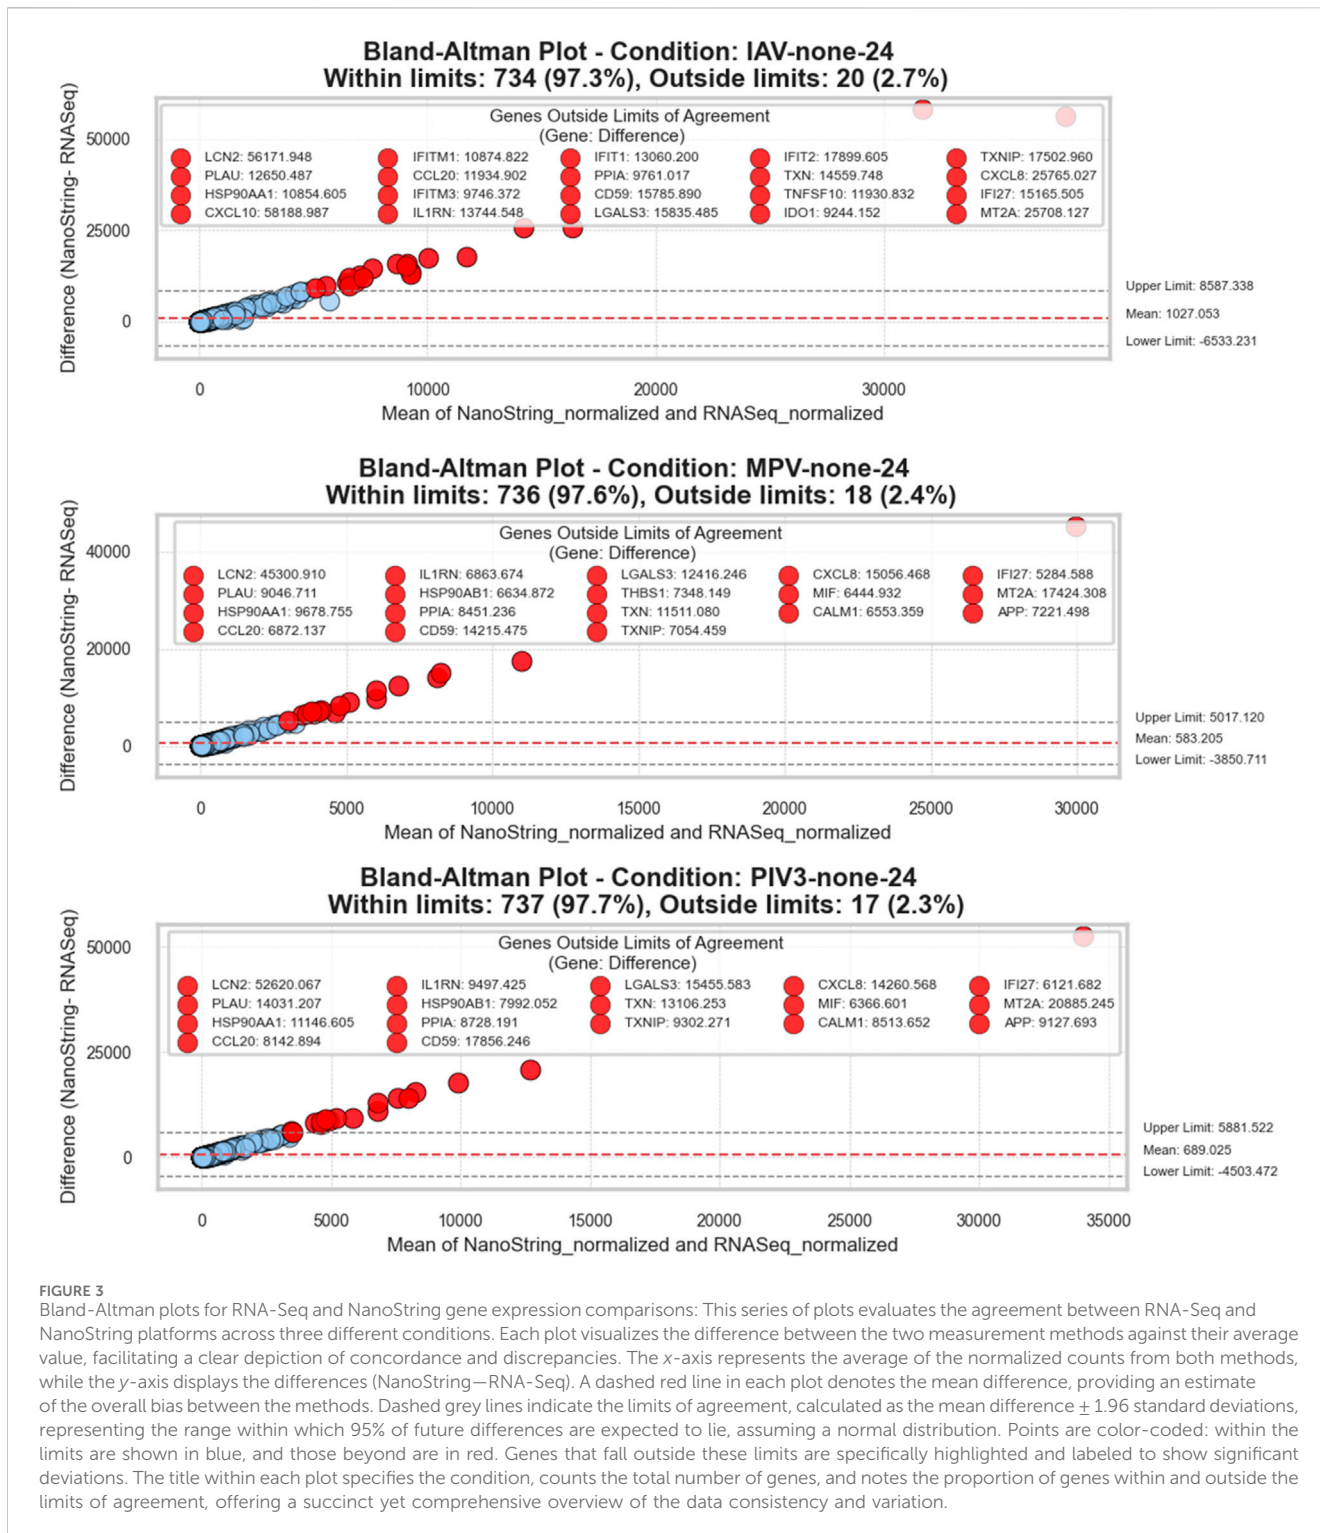 Bland-Altman Plot - Condition: IAV-none-24
Within limits: 734 (97.3%), Outside limits: 20 (2.7%)
Genes Outside Limits of Agreement
(Gene: Difference)
LCN2: 56171.948 IFITM1: 10874.822 IFIT1: 13060.200 IFIT2: 17899.605 TXNIP: 17502.960
PLAU: 12650.487 CCL20: 11934.902 PPIA: 9761.017 TXN: 14559.748 CXCL8: 25765.027
HSP90AA1: 10854.605 IFITM3: 9746.372 CD59: 15785.890 TNFSF10: 11930.832 IFI27: 15165.505
CXCL10: 58188.987 IL1RN: 13744.548 LGALS3: 15835.485 IDO1: 9244.152 MT2A: 25708.127
Difference (NanoString- RNASeq)
50000
25000
0
Upper Limit: 8587.338
Mean: 1027.053
Lower Limit: -6533.231
0 10000 20000 30000
Mean of NanoString_normalized and RNASeq_normalized
Bland-Altman Plot - Condition: MPV-none-24
Within limits: 736 (97.6%), Outside limits: 18 (2.4%)
Genes Outside Limits of Agreement
(Gene: Difference)
LCN2: 45300.910 IL1RN: 6863.674 LGALS3: 12416.246 CXCL8: 15056.468 IFI27: 5284.588
PLAU: 9046.711 HSP90AB1: 6634.872 THBS1: 7348.149 MIF: 6444.932 MT2A: 17424.308
HSP90AA1: 9678.755 PPIA: 8451.236 TXN: 11511.080 CALM1: 6553.359 APP: 7221.498
CCL20: 6872.137 CD59: 14215.475 TXNIP: 7054.459
Difference (NanoString- RNASeq)
40000
20000
0
Upper Limit: 5017.120
Mean: 583.205
Lower Limit: -3850.711
0 5000 10000 15000 20000 25000 30000
Mean of NanoString_normalized and RNASeq_normalized
Bland-Altman Plot - Condition: PIV3-none-24
Within limits: 737 (97.7%), Outside limits: 17 (2.3%)
Genes Outside Limits of Agreement
(Gene: Difference)
LCN2: 52620.067 IL1RN: 9497.425 LGALS3: 15455.583 CXCL8: 14260.568 IFI27: 6121.682
PLAU: 14031.207 HSP90AB1: 7992.052 TXN: 13106.253 MIF: 6366.601 MT2A: 20885.245
HSP90AA1: 11146.605 PPIA: 8728.191 TXNIP: 9302.271 CALM1: 8513.652 APP: 9127.693
CCL20: 8142.894 CD59: 17856.246
Difference (NanoString- RNASeq)
50000
25000
0
Upper Limit: 5881.522
Mean: 689.025
Lower Limit: -4503.472
0 5000 10000 15000 20000 25000 30000 35000
Mean of NanoString_normalized and RNASeq_normalized
FIGURE 3
Bland-Altman plots for RNA-Seq and NanoString gene expression comparisons: This series of plots evaluates the agreement between RNA-Seq and
NanoString platforms across three different conditions. Each plot visualizes the difference between the two measurement methods against their average
value, facilitating a clear depiction of concordance and discrepancies. The x-axis represents the average of the normalized counts from both methods,
while the y-axis displays the differences (NanoString—RNA-Seq). A dashed red line in each plot denotes the mean difference, providing an estimate
of the overall bias between the methods. Dashed grey lines indicate the limits of agreement, calculated as the mean difference ± 1.96 standard deviations,
representing the range within which 95% of future differences are expected to lie, assuming a normal distribution. Points are color-coded: within the
limits are shown in blue, and those beyond are in red. Genes that fall outside these limits are specifically highlighted and labeled to show significant
deviations. The title within each plot specifies the condition, counts the total number of genes, and notes the proportion of genes within and outside the
limits of agreement, offering a succinct yet comprehensive overview of the data consistency and variation.